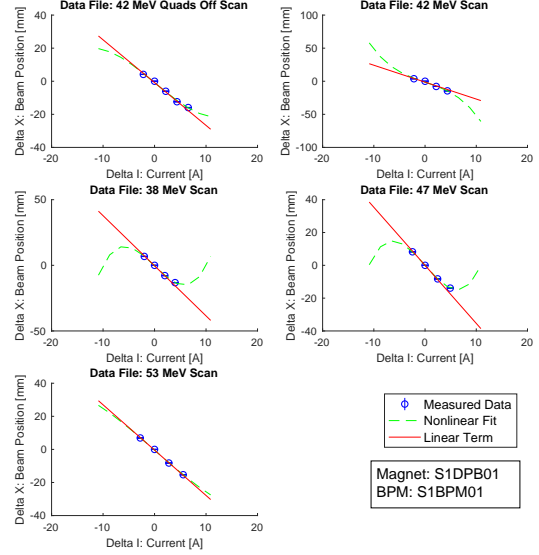 Data File: 42 MeV Quads Off Scan
40
20
0
-20
-40
-20
-10
0
10
20
Delta X: Beam Position [mm]
Delta I: Current [A]
Data File: 42 MeV Scan
100
50
0
-50
-100
-20
-10
0
10
20
Delta X: Beam Position [mm]
Delta I: Current [A]
Data File: 38 MeV Scan
50
0
-50
-20
-10
0
10
20
Delta X: Beam Position [mm]
Delta I: Current [A]
Data File: 47 MeV Scan
40
20
0
-20
-40
-20
-10
0
10
20
Delta X: Beam Position [mm]
Delta I: Current [A]
Data File: 53 MeV Scan
40
20
0
-20
-40
-20
-10
0
10
20
Delta X: Beam Position [mm]
Delta I: Current [A]
Measured Data
Nonlinear Fit
Linear Term
Magnet: S1DPB01
BPM: S1BPM01